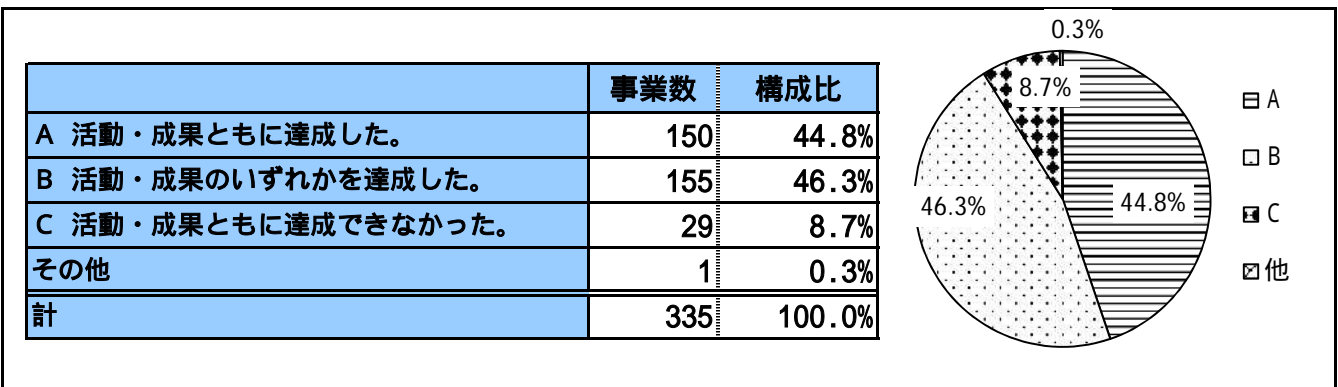 事業数 構成比
A 活動・成果ともに達成した。 150 44.8%
B 活動・成果のいずれかを達成した。 155 46.3%
C 活動・成果ともに達成できなかった。 29 8.7%
その他 1 0.3%
計 335 100.0%
0.3%
8.7%
46.3%
44.8%
A
B
C
他